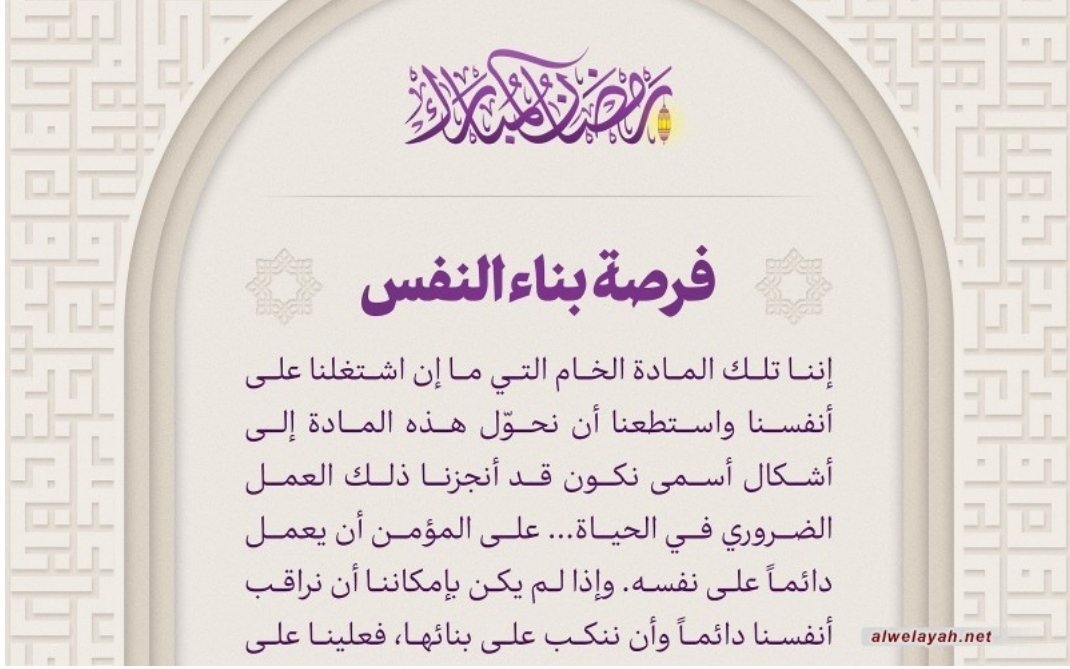 رمضان المبارك
فرصة بناء النفس
إننا تلك المادة الخام التي ما إن اشتغلنا على
أنفسنا واستطعنا أن نحوّل هذه المادة إلى
أشكال أسمى نكون قد أنجزنا ذلك العمل
الضروري في الحياة... على المؤمن أن يعمل
دائماً على نفسه. وإذا لم يكن بإمكاننا أن نراقب
أنفسنا دائماً وأن ننكب على بنائها، فعلينا على
alwelayah.net